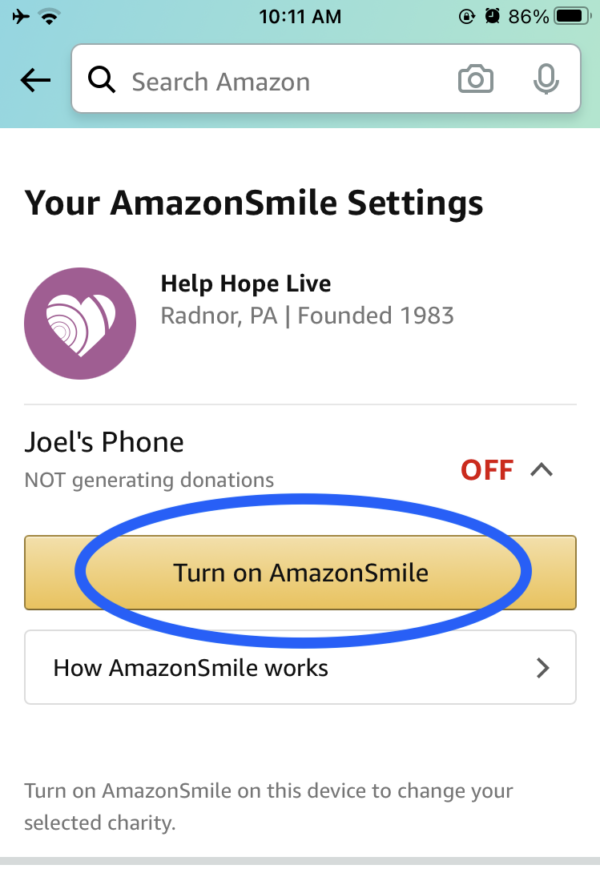 10:11 AM
86%
Search Amazon
Your AmazonSmile Settings
Help Hope Live
Radnor, PA | Founded 1983
Joel's Phone
OFF
NOT generating donations
Turn on AmazonSmile
How AmazonSmile works
Turn on AmazonSmile on this device to change your
selected charity.